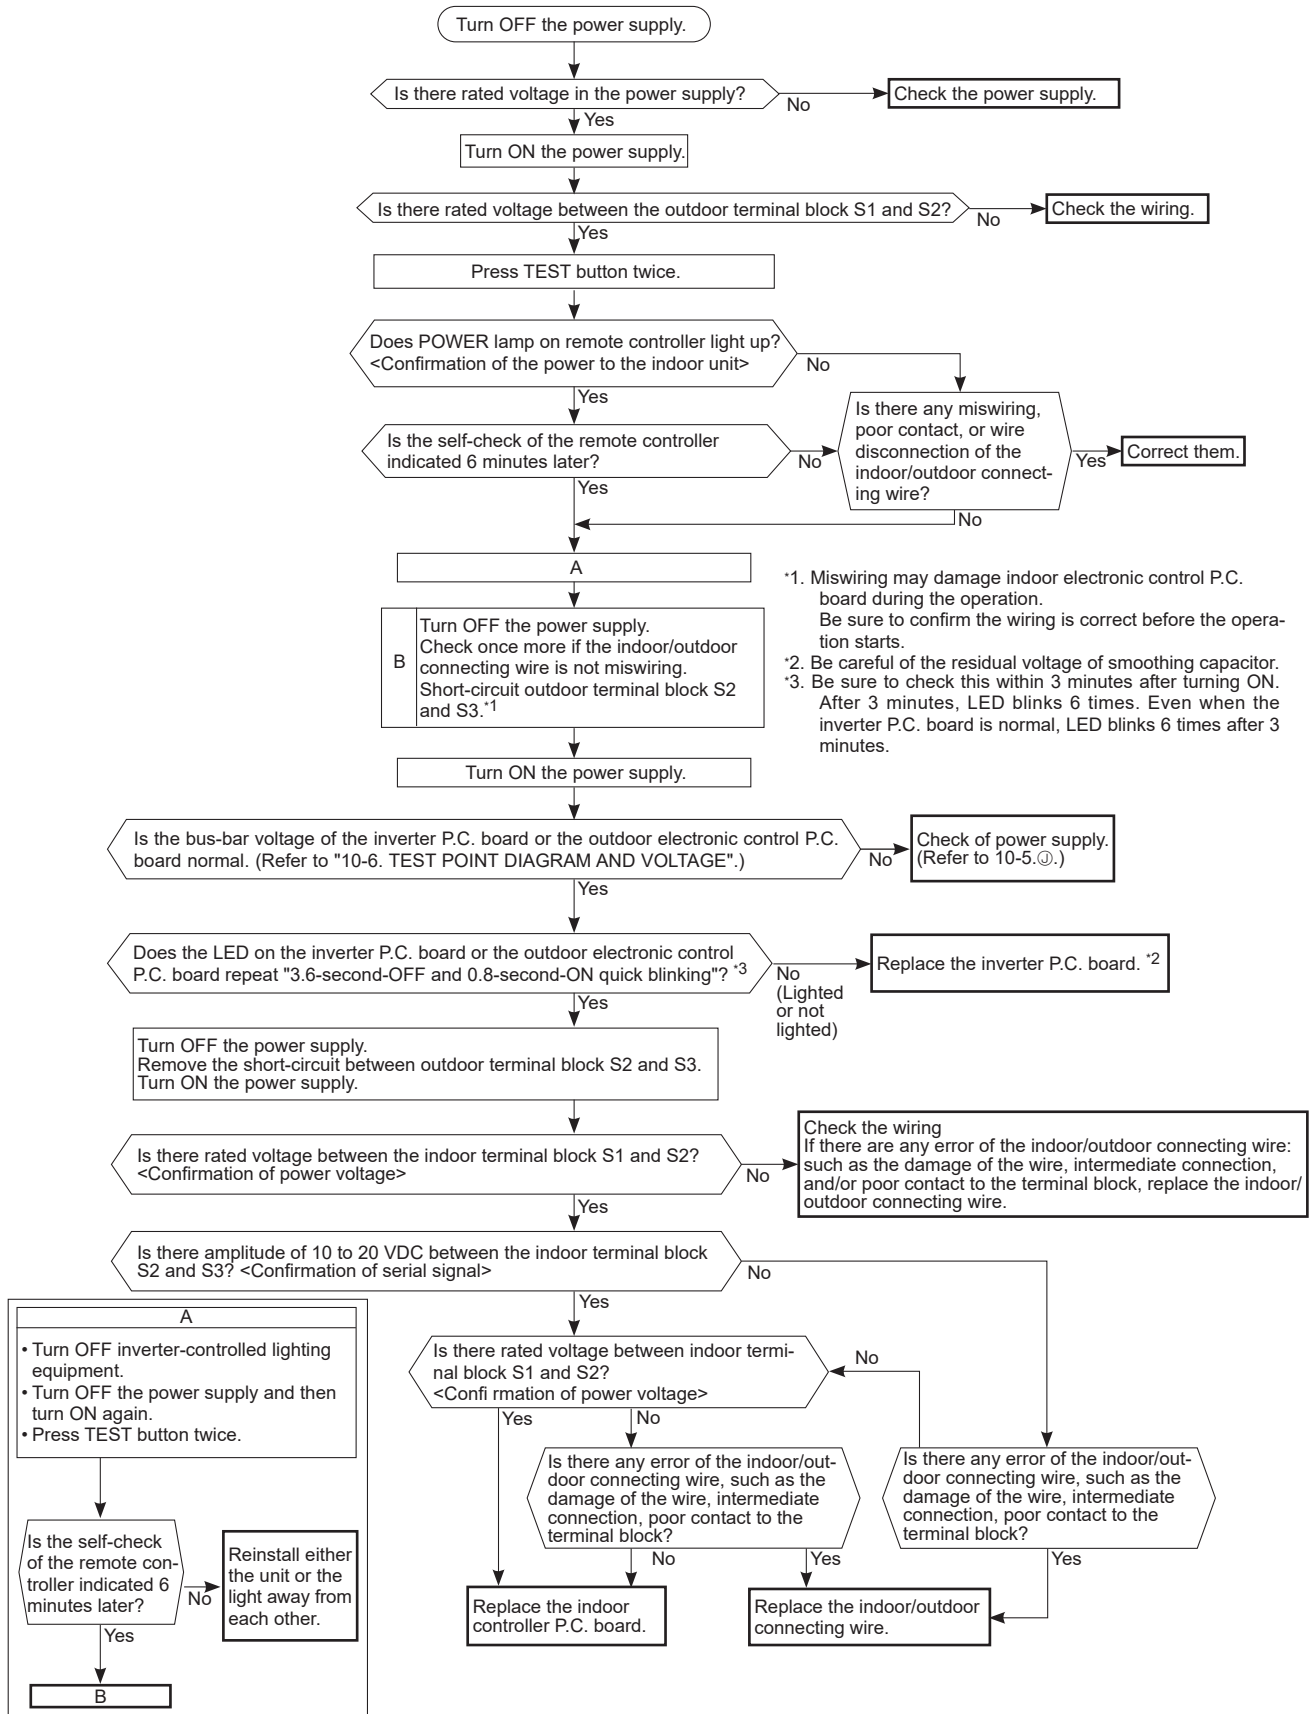 Turn OFF the power supply.
Is there rated voltage in the power supply?
No
Check the power supply.
Yes
Turn ON the power supply.
Is there rated voltage between the outdoor terminal block S1 and S2?
No
Check the wiring.
Yes
Press TEST button twice.
Does POWER lamp on remote controller light up?
<Confirmation of the power to the indoor unit>
No
Yes
Is there any miswiring,
poor contact, or wire
disconnection of the
indoor/outdoor connect-
ing wire?
Yes
Correct them.
No
Is the self-check of the remote controller
indicated 6 minutes later?
No
Yes
A
B
Turn OFF the power supply.
Check once more if the indoor/outdoor
connecting wire is not miswiring.
Short-circuit outdoor terminal block S2
and S3.*1
*1. Miswiring may damage indoor electronic control P.C.
board during the operation.
Be sure to confirm the wiring is correct before the opera-
tion starts.
*2. Be careful of the residual voltage of smoothing capacitor.
*3. Be sure to check this within 3 minutes after turning ON.
After 3 minutes, LED blinks 6 times. Even when the
inverter P.C. board is normal, LED blinks 6 times after 3
minutes.
Turn ON the power supply.
Is the bus-bar voltage of the inverter P.C. board or the outdoor electronic control P.C.
board normal. (Refer to "10-6. TEST POINT DIAGRAM AND VOLTAGE".)
No
Check of power supply.
(Refer to 10-5.Ⓙ.)
Yes
Does the LED on the inverter P.C. board or the outdoor electronic control
P.C. board repeat "3.6-second-OFF and 0.8-second-ON quick blinking"? *3
No
(Lighted
or not
lighted)
Replace the inverter P.C. board. *2
Yes
Turn OFF the power supply.
Remove the short-circuit between outdoor terminal block S2 and S3.
Turn ON the power supply.
Is there rated voltage between the indoor terminal block S1 and S2?
<Confirmation of power voltage>
No
Check the wiring
If there are any error of the indoor/outdoor connecting wire:
such as the damage of the wire, intermediate connection,
and/or poor contact to the terminal block, replace the indoor/
outdoor connecting wire.
Yes
Is there amplitude of 10 to 20 VDC between the indoor terminal block
S2 and S3? <Confirmation of serial signal>
No
Yes
Is there rated voltage between indoor termi-
nal block S1 and S2?
<Confi rmation of power voltage>
No
Yes
No
Is there any error of the indoor/out-
door connecting wire, such as the
damage of the wire, intermediate
connection, poor contact to the
terminal block?
No
Yes
Is there any error of the indoor/out-
door connecting wire, such as the
damage of the wire, intermediate
connection, poor contact to the
terminal block?
Yes
Replace the indoor
controller P.C. board.
Replace the indoor/outdoor
connecting wire.
A
• Turn OFF inverter-controlled lighting
equipment.
• Turn OFF the power supply and then
turn ON again.
• Press TEST button twice.
Is the self-check
of the remote con-
troller indicated 6
minutes later?
No
Reinstall either
the unit or the
light away from
each other.
Yes
B